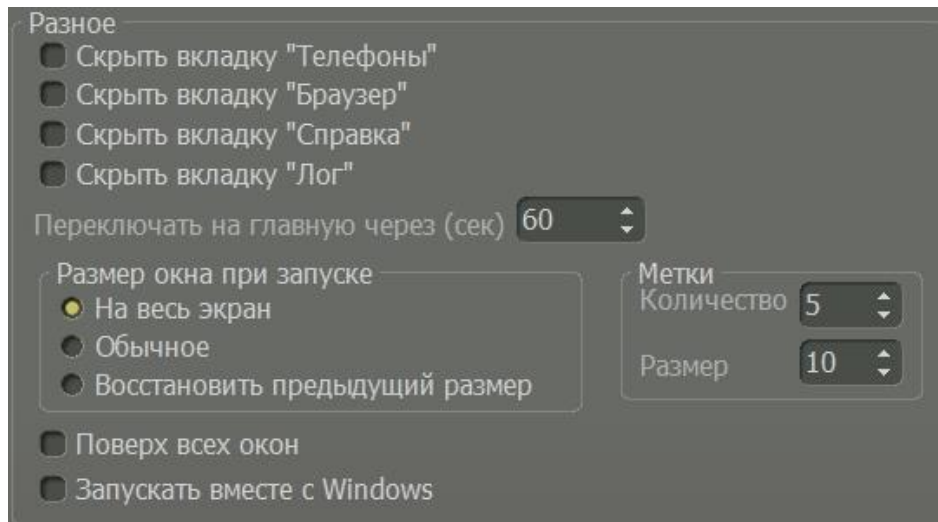 Разное
Скрыть вкладку "Телефоны"
Скрыть вкладку "Браузер"
Скрыть вкладку "Справка"
Скрыть вкладку "Лог"
Переключать на главную через (сек) 60
Размер окна при запуске
На весь экран
Обычное
Восстановить предыдущий размер
Метки
Количество 5
Размер 10
Поверх всех окон
Запускать вместе с Windows